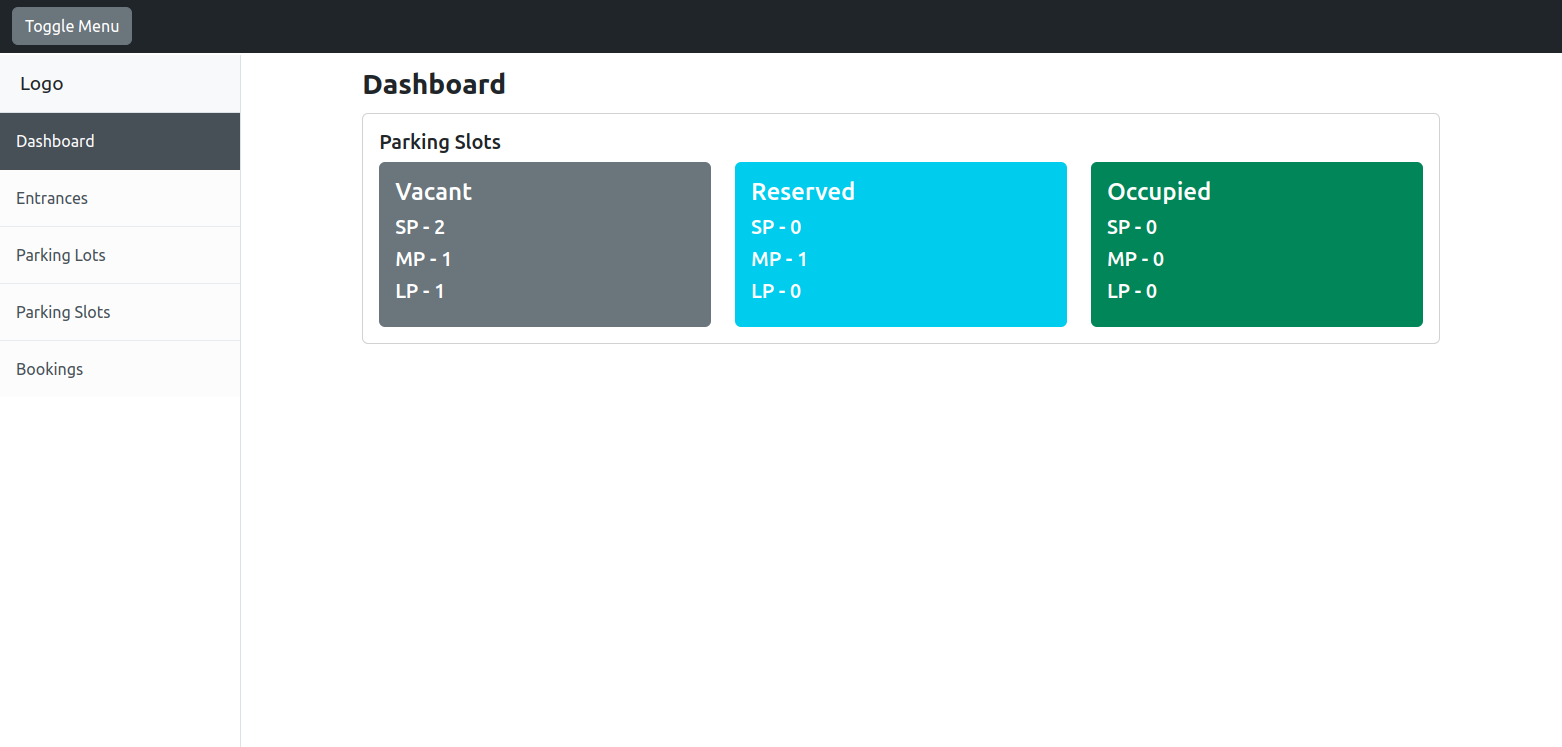 Toggle Menu
Logo
Dashboard
Entrances
Parking Lots
Parking Slots
Bookings
Dashboard
Parking Slots
Vacant
SP - 2
MP - 1
LP - 1
Reserved
SP - 0
MP - 1
LP - 0
Occupied
SP - 0
MP - 0
LP - 0